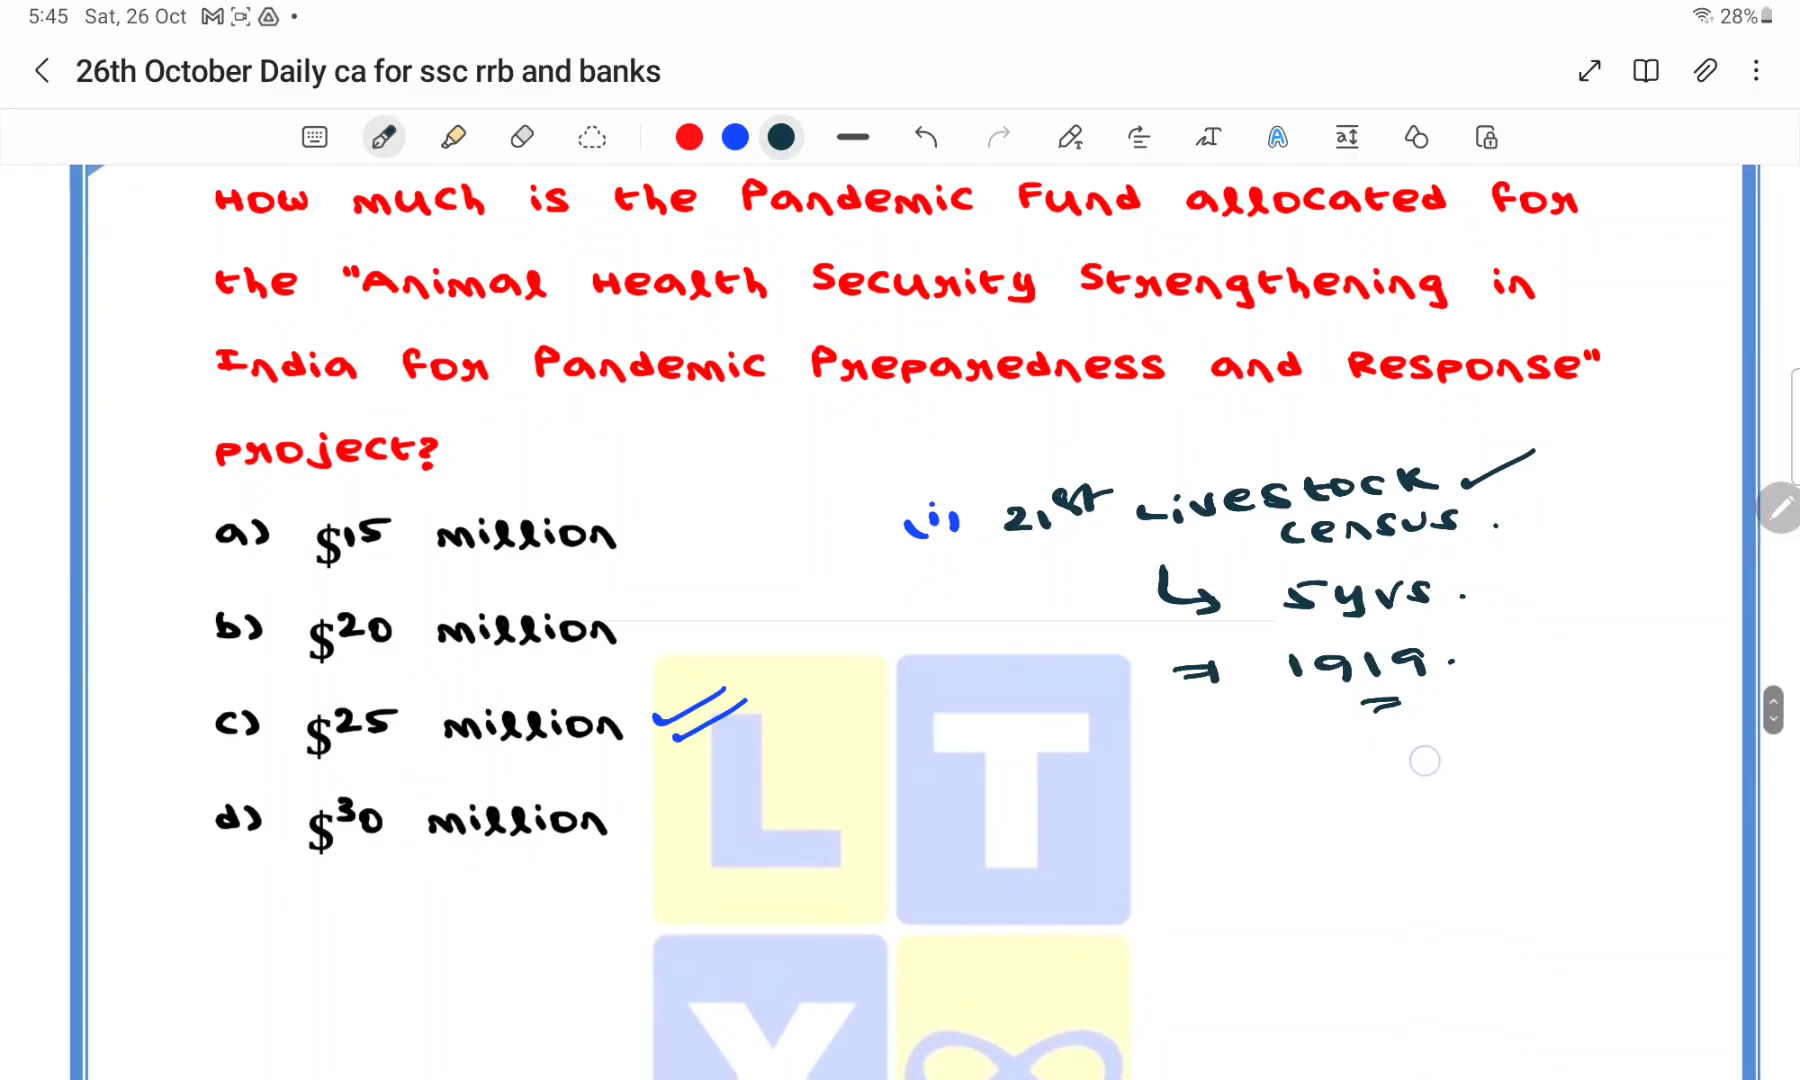 5:45 Sat, 26 Oct
28%
26th October Daily ca for ssc rrb and banks
How much is the Pandemic Fund allocated for
the "Animal Health Security Strengthening in
India for Pandemic Preparedness and Response"
project?
a) $15 million
b) $20 million
c) $25 million
d) $30 million
(i) 21st Livestock
census.
5yrs.
⇒ 1919.
L T
Y